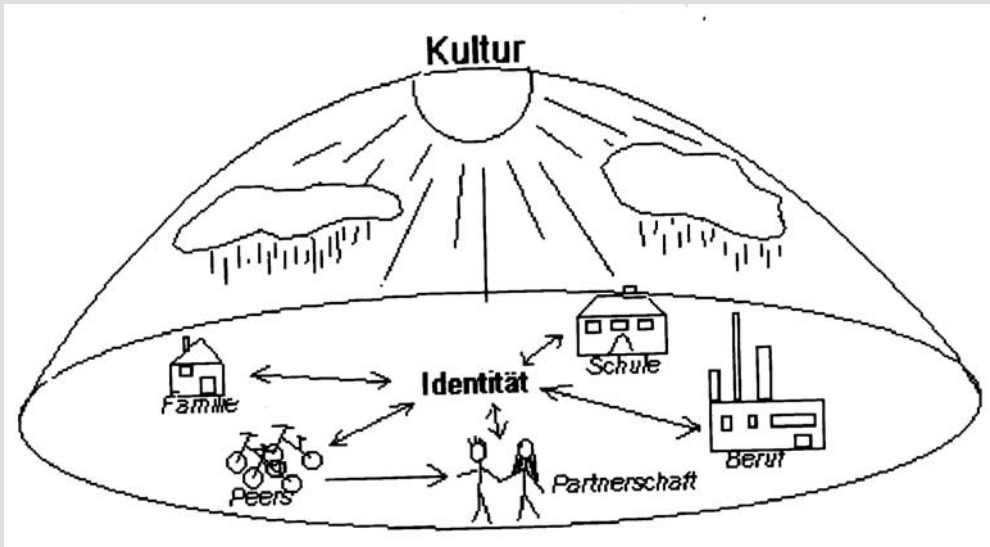 Kultur
Schule
Identität
Familie
Beruf
Peers
Partnerschaft